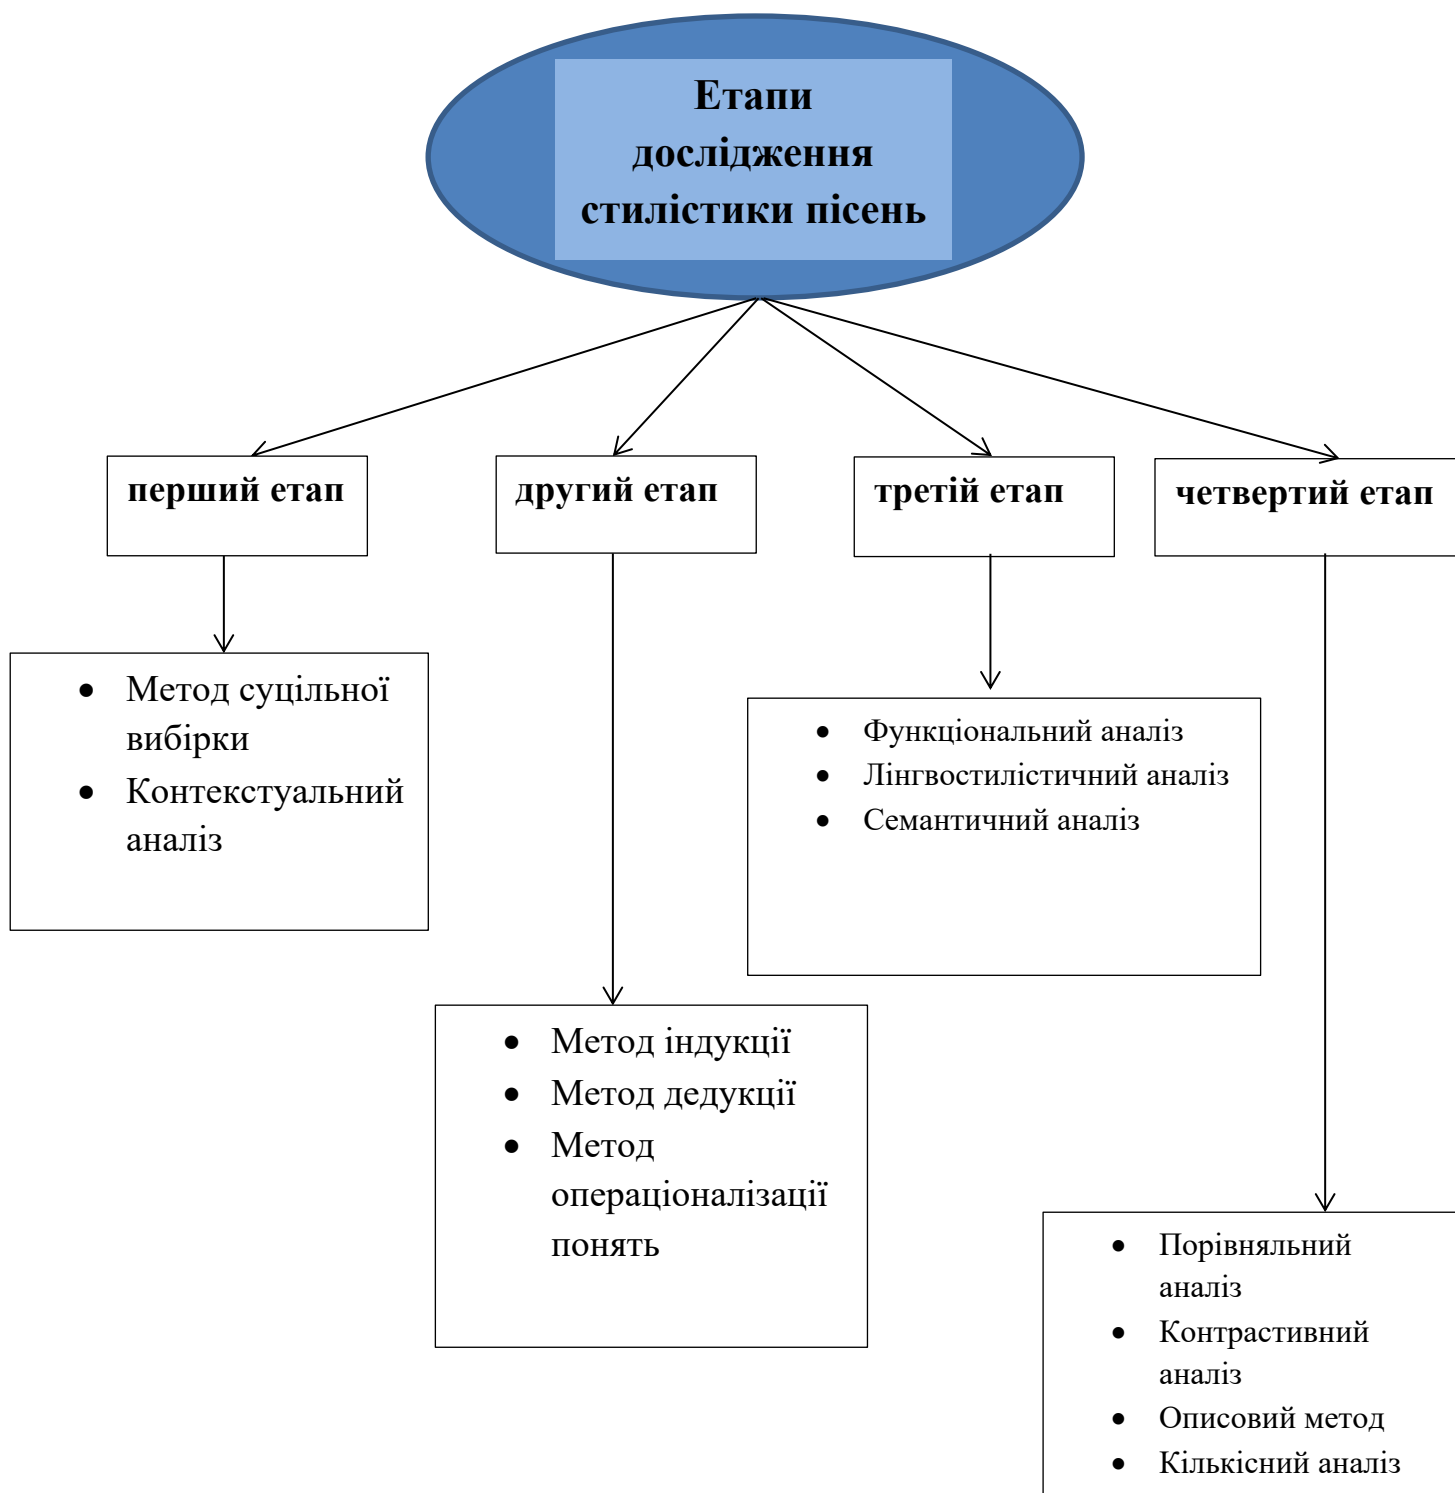 Етапи
дослідження
стилістики пісень
перший етап
другий етап
третій етап
четвертий етап
• Метод суцільної
вибірки
• Контекстуальний
аналіз
• Функціональний аналіз
• Лінгвостилістичний аналіз
• Семантичний аналіз
• Метод індукції
• Метод дедукції
• Метод
операціоналізації
понять
• Порівняльний
аналіз
• Контрастивний
аналіз
• Описовий метод
• Кількісний аналіз